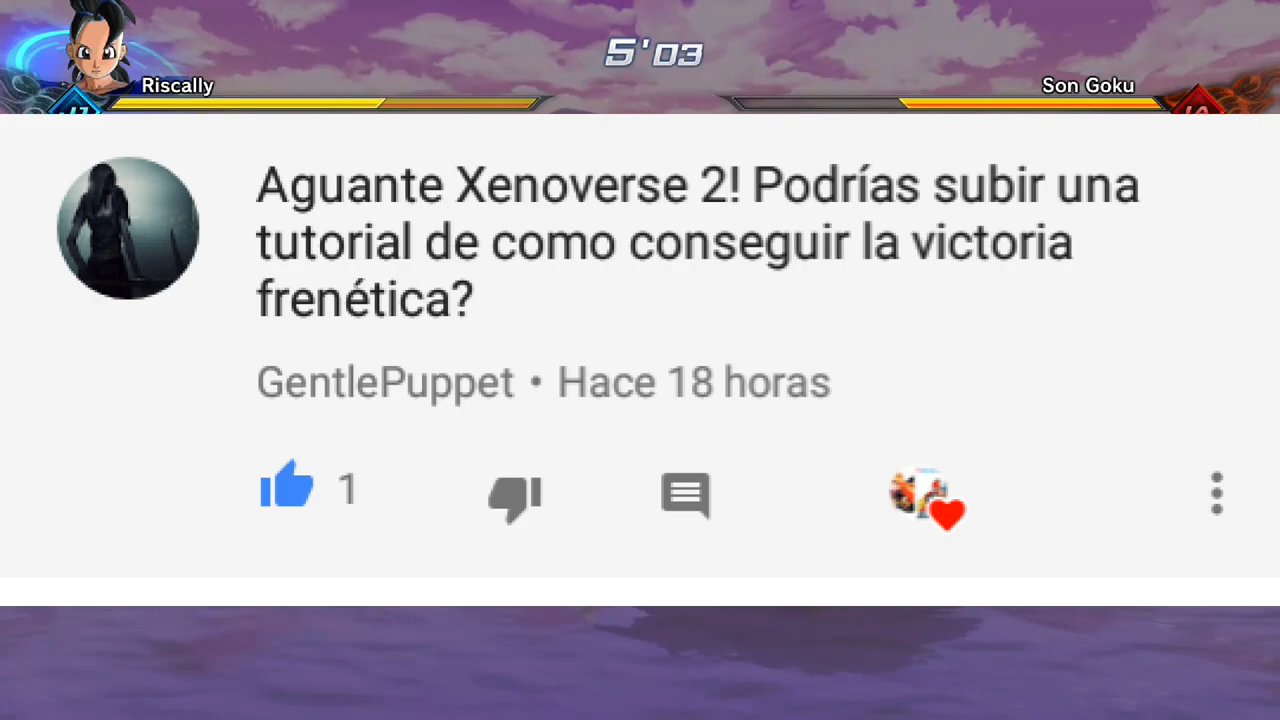 5'03
Riscally
Son Goku
Aguante Xenoverse 2! Podrías subir una
tutorial de como conseguir la victoria
frenética?
GentlePuppet • Hace 18 horas
1